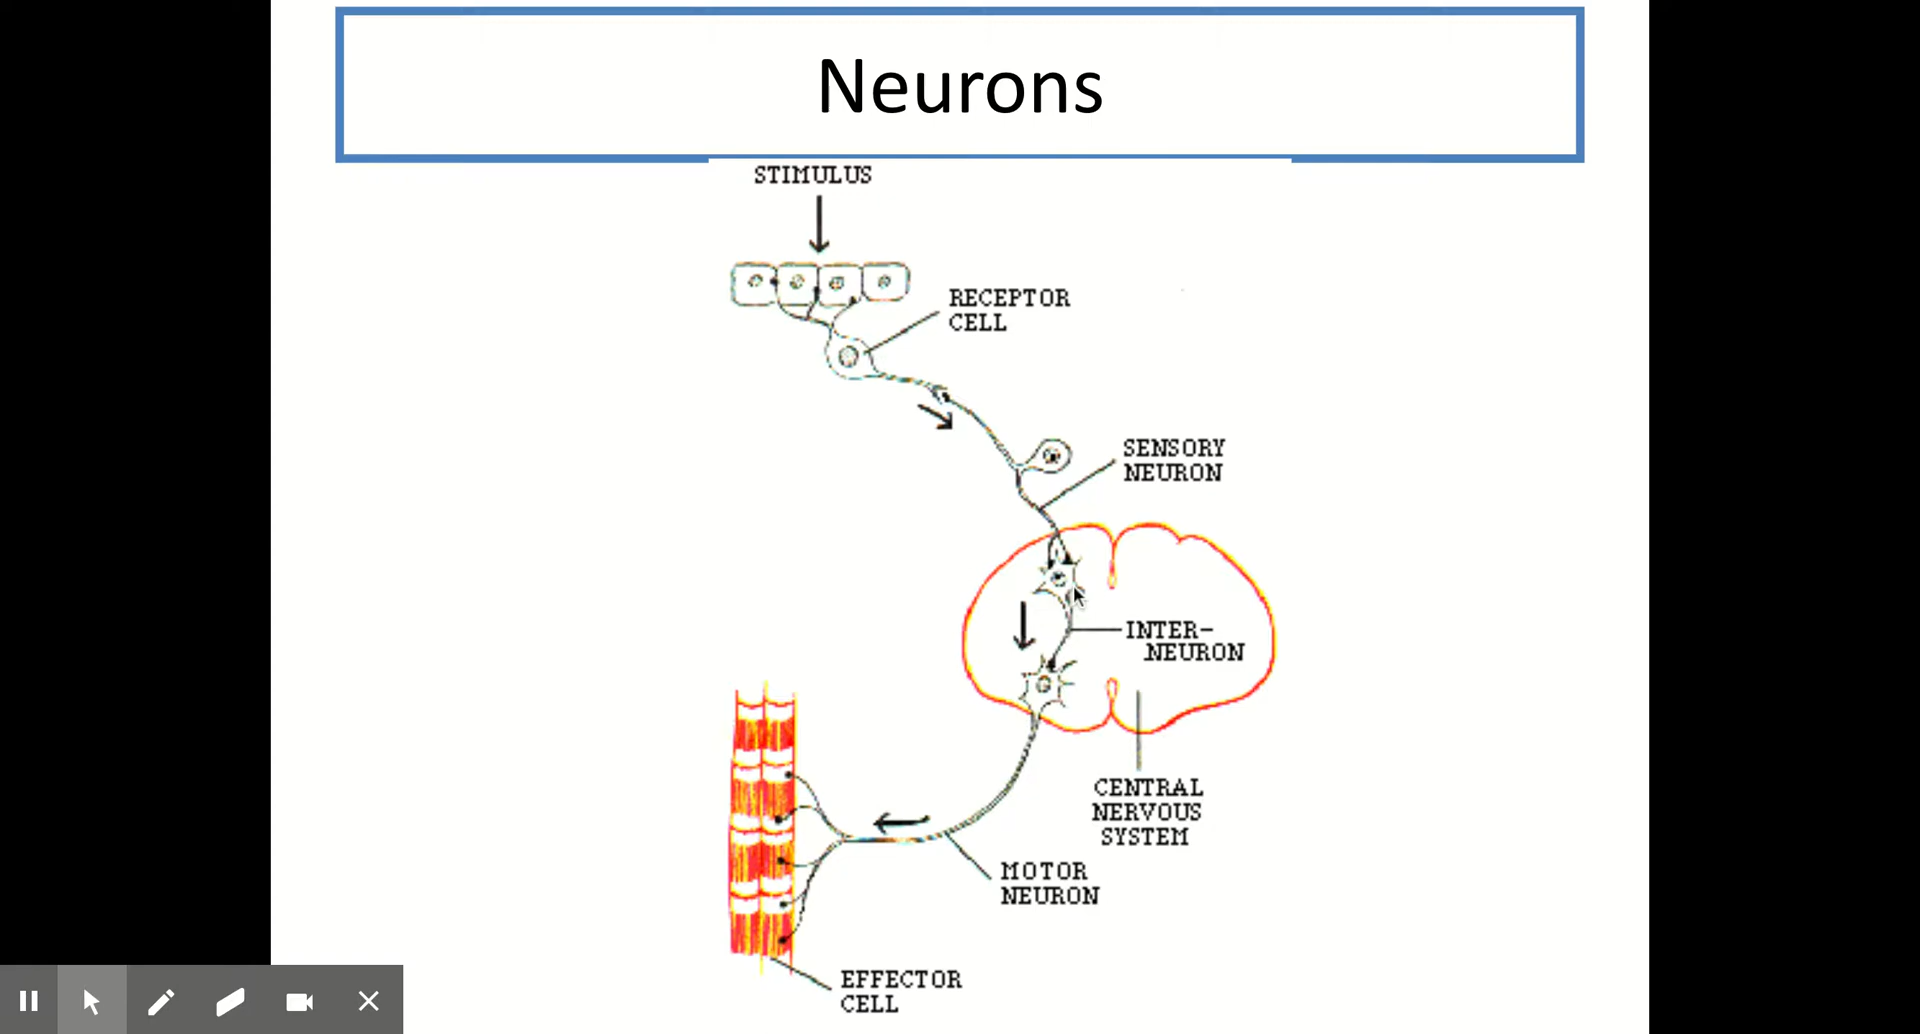 Neurons
STIMULUS
RECEPTOR
CELL
SENSORY
NEURON
INTER-
NEURON
CENTRAL
NERVOUS
SYSTEM
MOTOR
NEURON
EFFECTOR
CELL